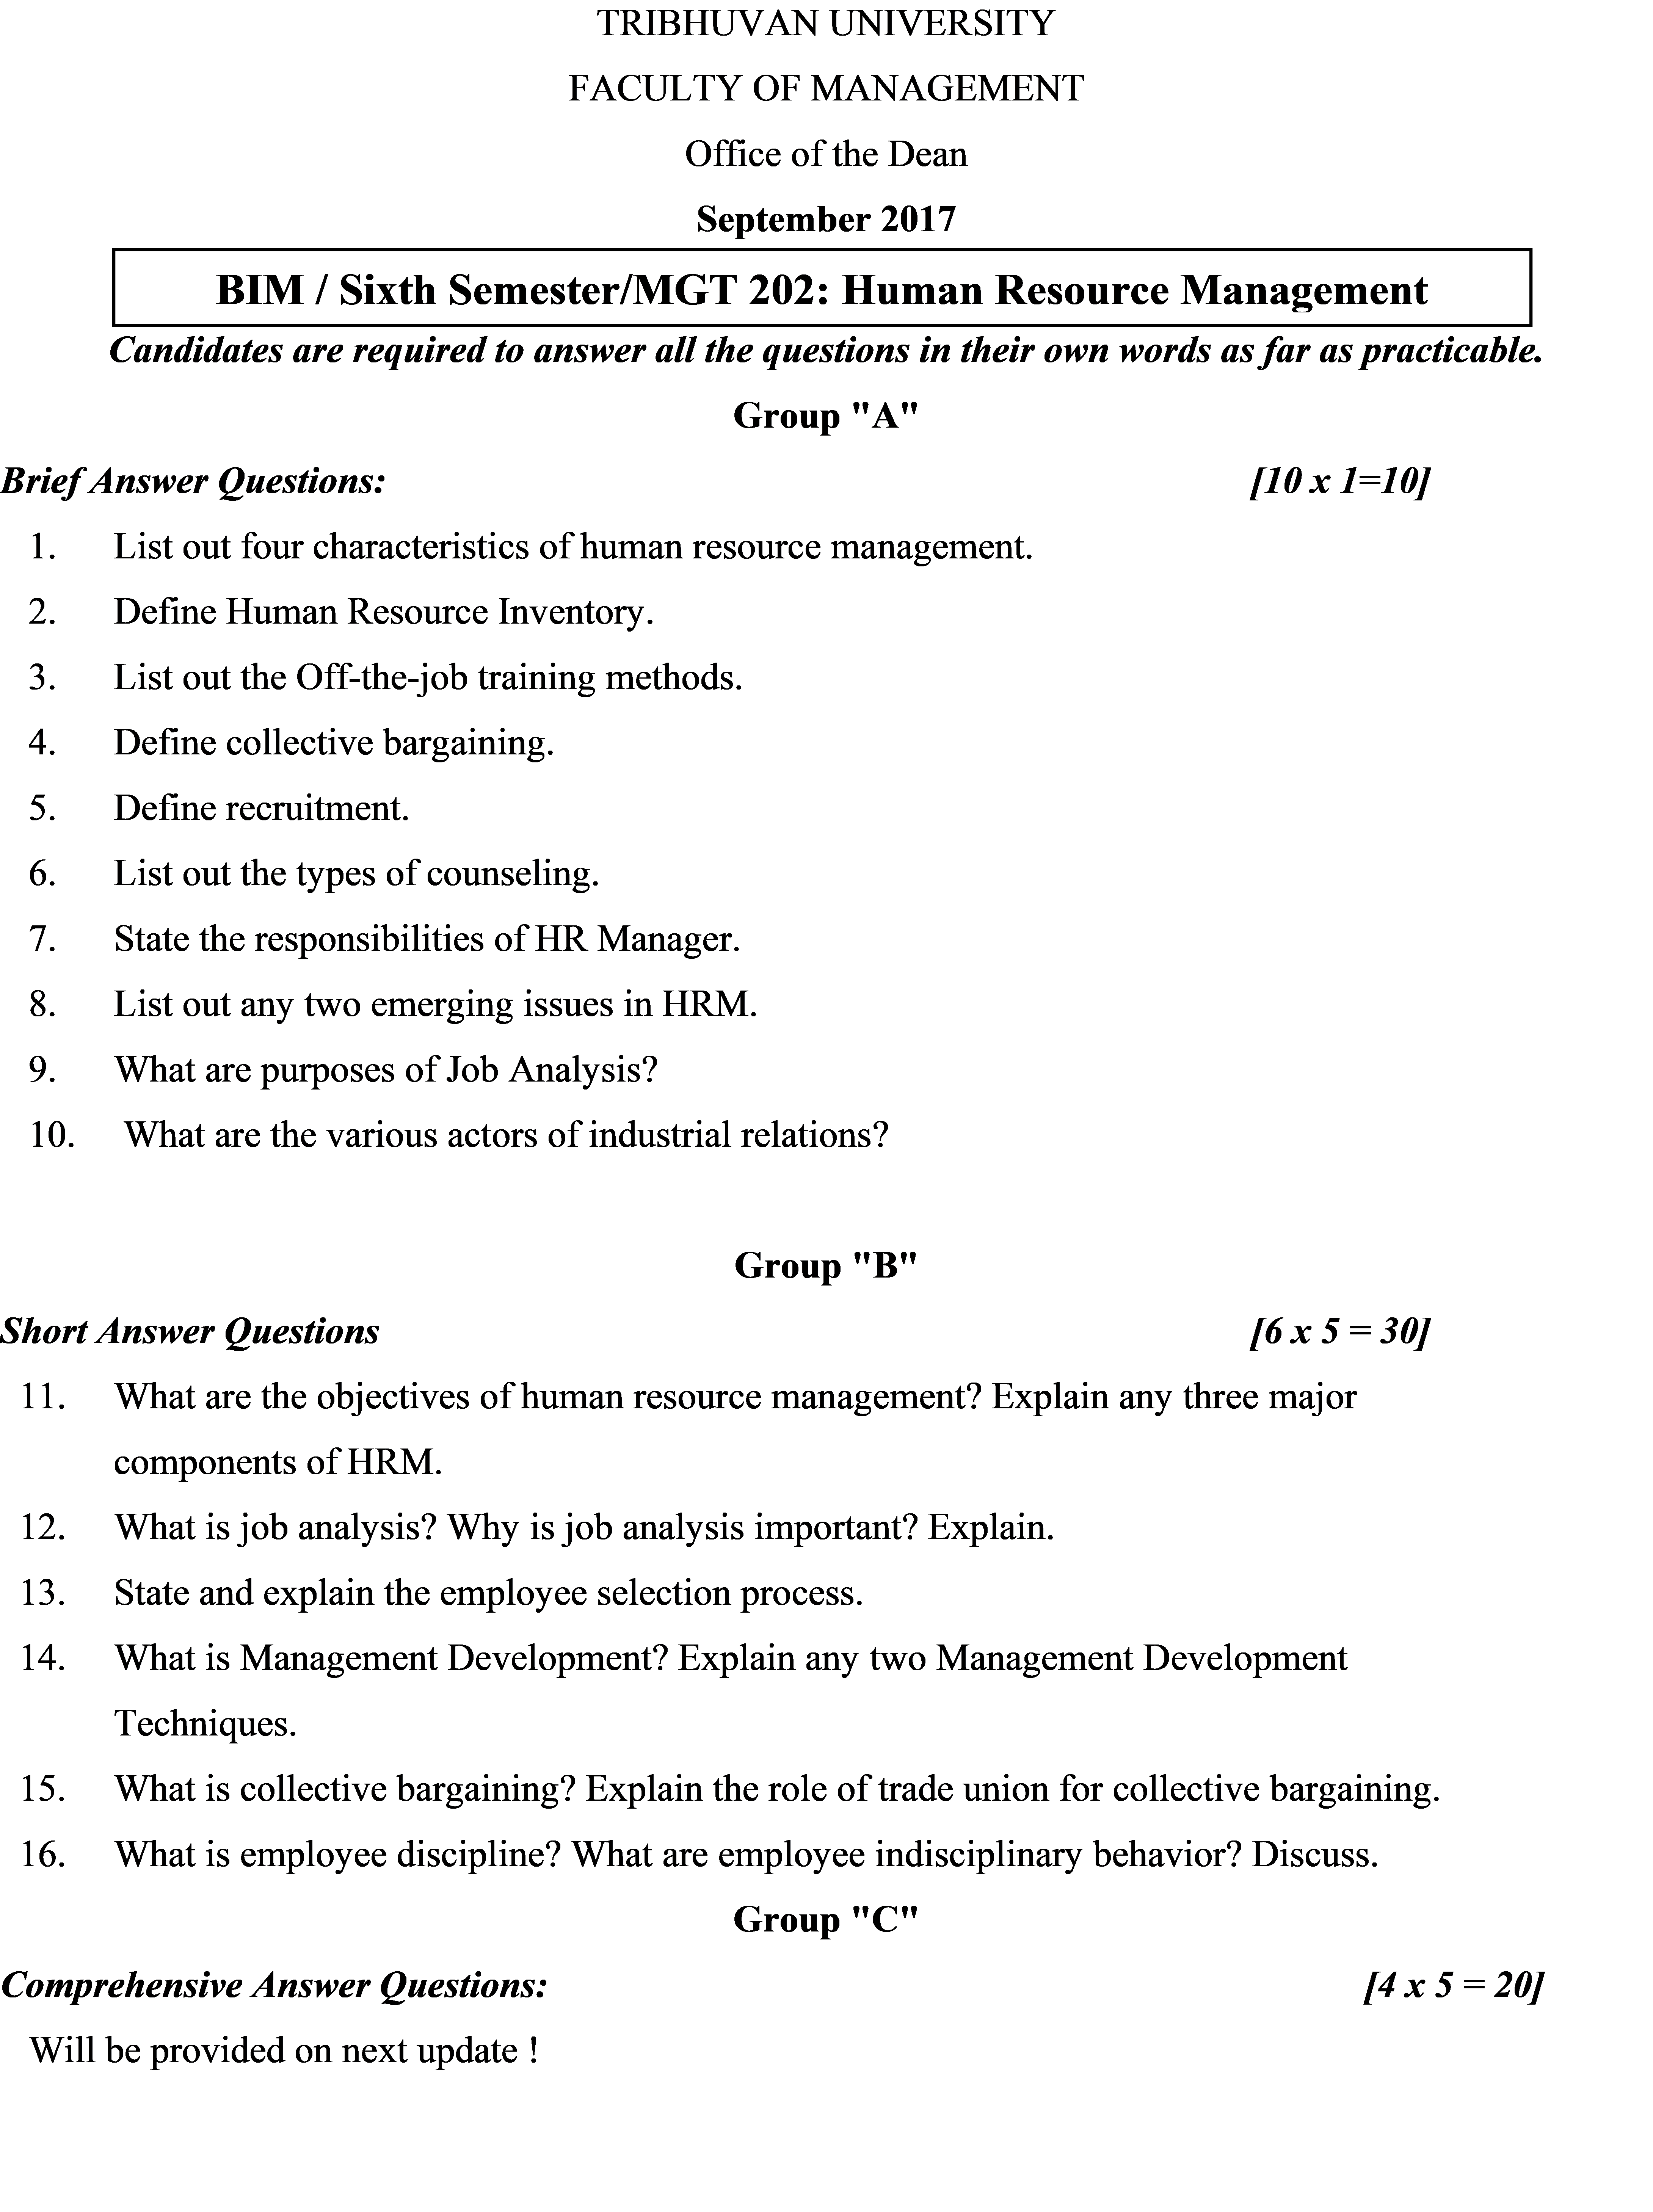 TRIBHUVAN UNIVERSITY
FACULTY OF MANAGEMENT
Office of the Dean
September 2017
BIM / Sixth Semester/MGT 202: Human Resource Management
Candidates are required to answer all the questions in their own words as far as practicable.
Group "A"
Brief Answer Questions: [10 x 1=10]
1. List out four characteristics of human resource management.
2. Define Human Resource Inventory.
3. List out the Off-the-job training methods.
4. Define collective bargaining.
5. Define recruitment.
6. List out the types of counseling.
7. State the responsibilities of HR Manager.
8. List out any two emerging issues in HRM.
9. What are purposes of Job Analysis?
10. What are the various actors of industrial relations?
Group "B"
Short Answer Questions [6 x 5 = 30]
11. What are the objectives of human resource management? Explain any three major
components of HRM.
12. What is job analysis? Why is job analysis important? Explain.
13. State and explain the employee selection process.
14. What is Management Development? Explain any two Management Development
Techniques.
15. What is collective bargaining? Explain the role of trade union for collective bargaining.
16. What is employee discipline? What are employee indisciplinary behavior? Discuss.
Group "C"
Comprehensive Answer Questions: [4 x 5 = 20]
Will be provided on next update !